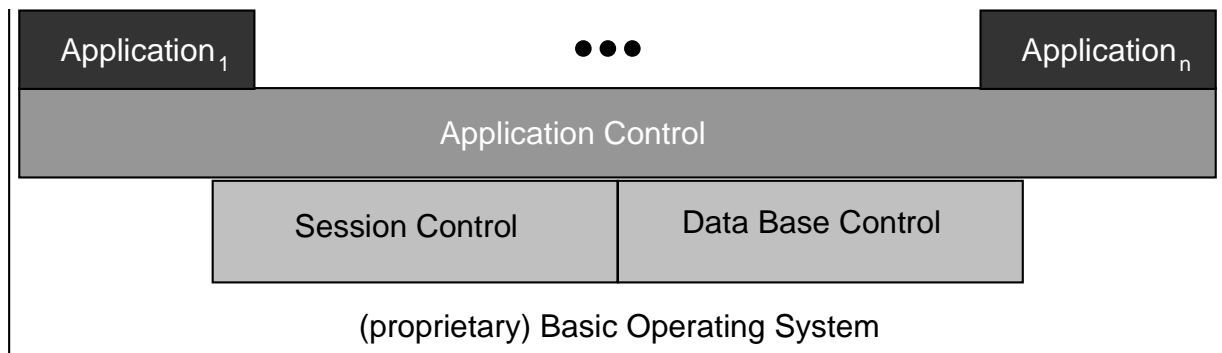 Application1 ●●● Applicationn
Application Control
Session Control Data Base Control
(proprietary) Basic Operating System